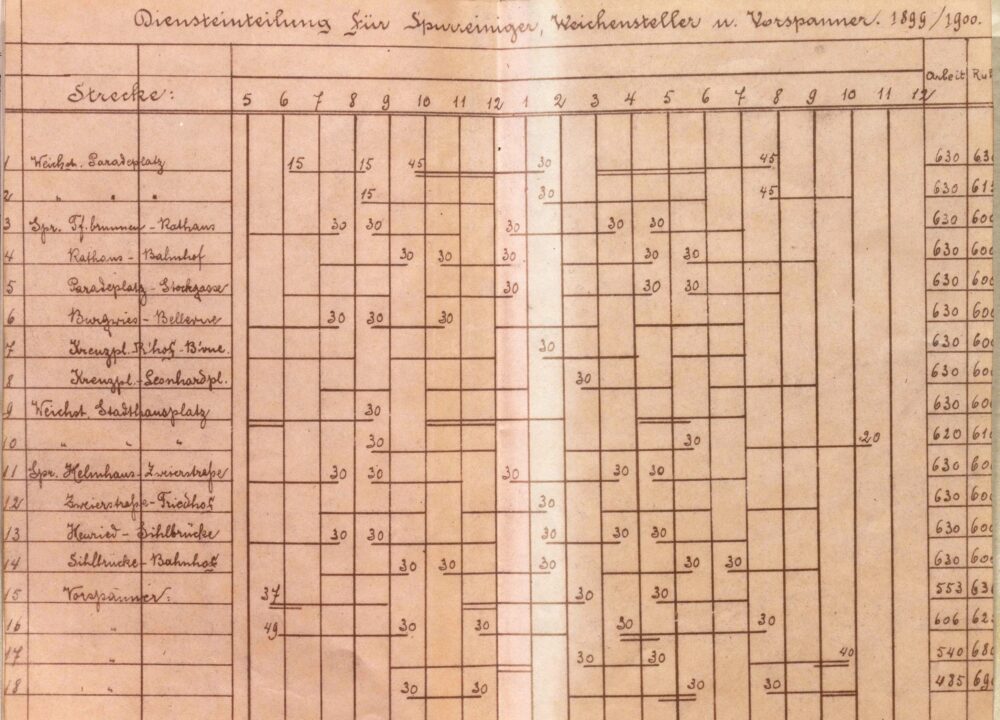 Diensteinteilung für Spurreiniger, Weichensteller u. Vorspanner. 1899/1900.
Arbeit
Strecke: 5 6 7 8 9 10 11 12 1 2 3 4 5 6 7 8 9 10 11 12
1 Weichst. Paradeplatz 15 15 45 30 45 630
2 " " " 15 30 45 630
3 Spr. Pf.brunnen - Rathaus 30 30 30 30 30 630 600
4 Rathaus - Bahnhof 30 30 30 30 30 630 600
5 Paradeplatz - Stockgasse 30 30 30 630 600
6 Burgwies - Bellevue 30 30 30 630 600
7 Kreuzpl. - B'vue. 30 630 600
8 Kreuzpl. - Leonhardpl. 30 630 600
9 Weichst. Stadthausplatz 30 630 600
10 " " " 30 30 20 620
11 Spr. Helmhaus - Zweierstraße 30 30 30 30 30 630 600
12 Zweierstraße - Friedhof 30 630 600
13 Heuried - Sihlbrücke 30 30 30 30 30 630 600
14 Sihlbrücke - Bahnhof 30 30 30 30 30 630 600
15 Vorspänner: 37 30 30 553
16 " 49 30 30 30 30 606
17 " 30 30 40 540
18 " 30 30 30 30 485